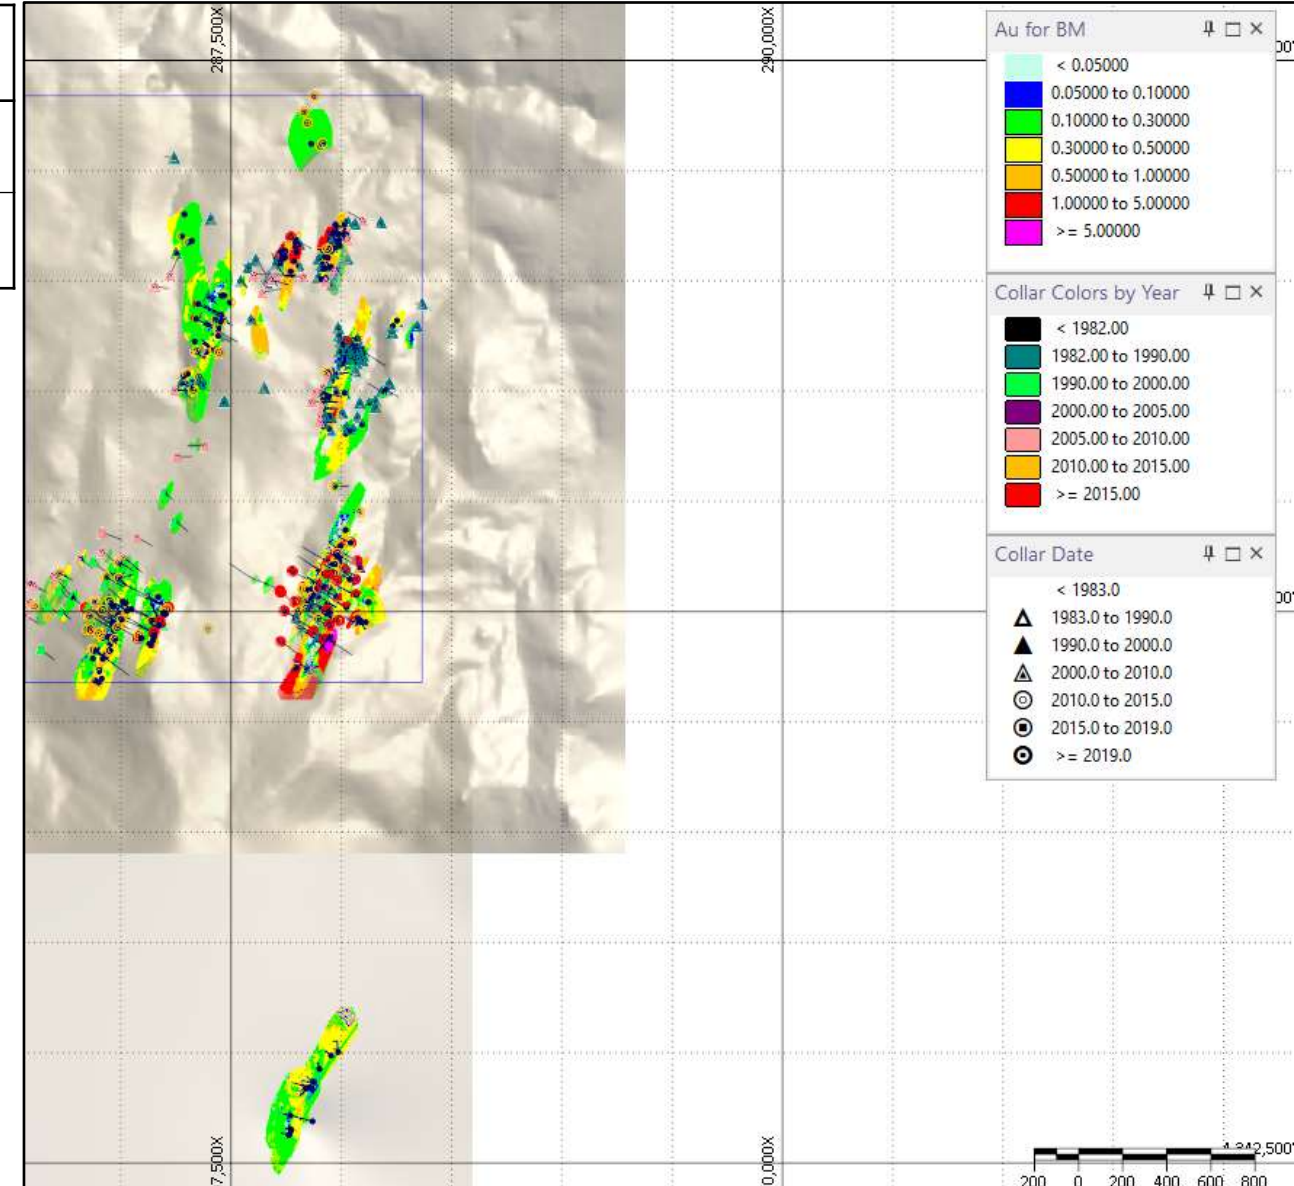 287,500X
290,000X
Au for BM
< 0.05000
0.05000 to 0.10000
0.10000 to 0.30000
0.30000 to 0.50000
0.50000 to 1.00000
1.00000 to 5.00000
>= 5.00000
Collar Colors by Year
< 1982.00
1982.00 to 1990.00
1990.00 to 2000.00
2000.00 to 2005.00
2005.00 to 2010.00
2010.00 to 2015.00
>= 2015.00
Collar Date
< 1983.0
1983.0 to 1990.0
1990.0 to 2000.0
2000.0 to 2010.0
2010.0 to 2015.0
2015.0 to 2019.0
>= 2019.0
7,500X
0,000X
200 0 200 400 600 800